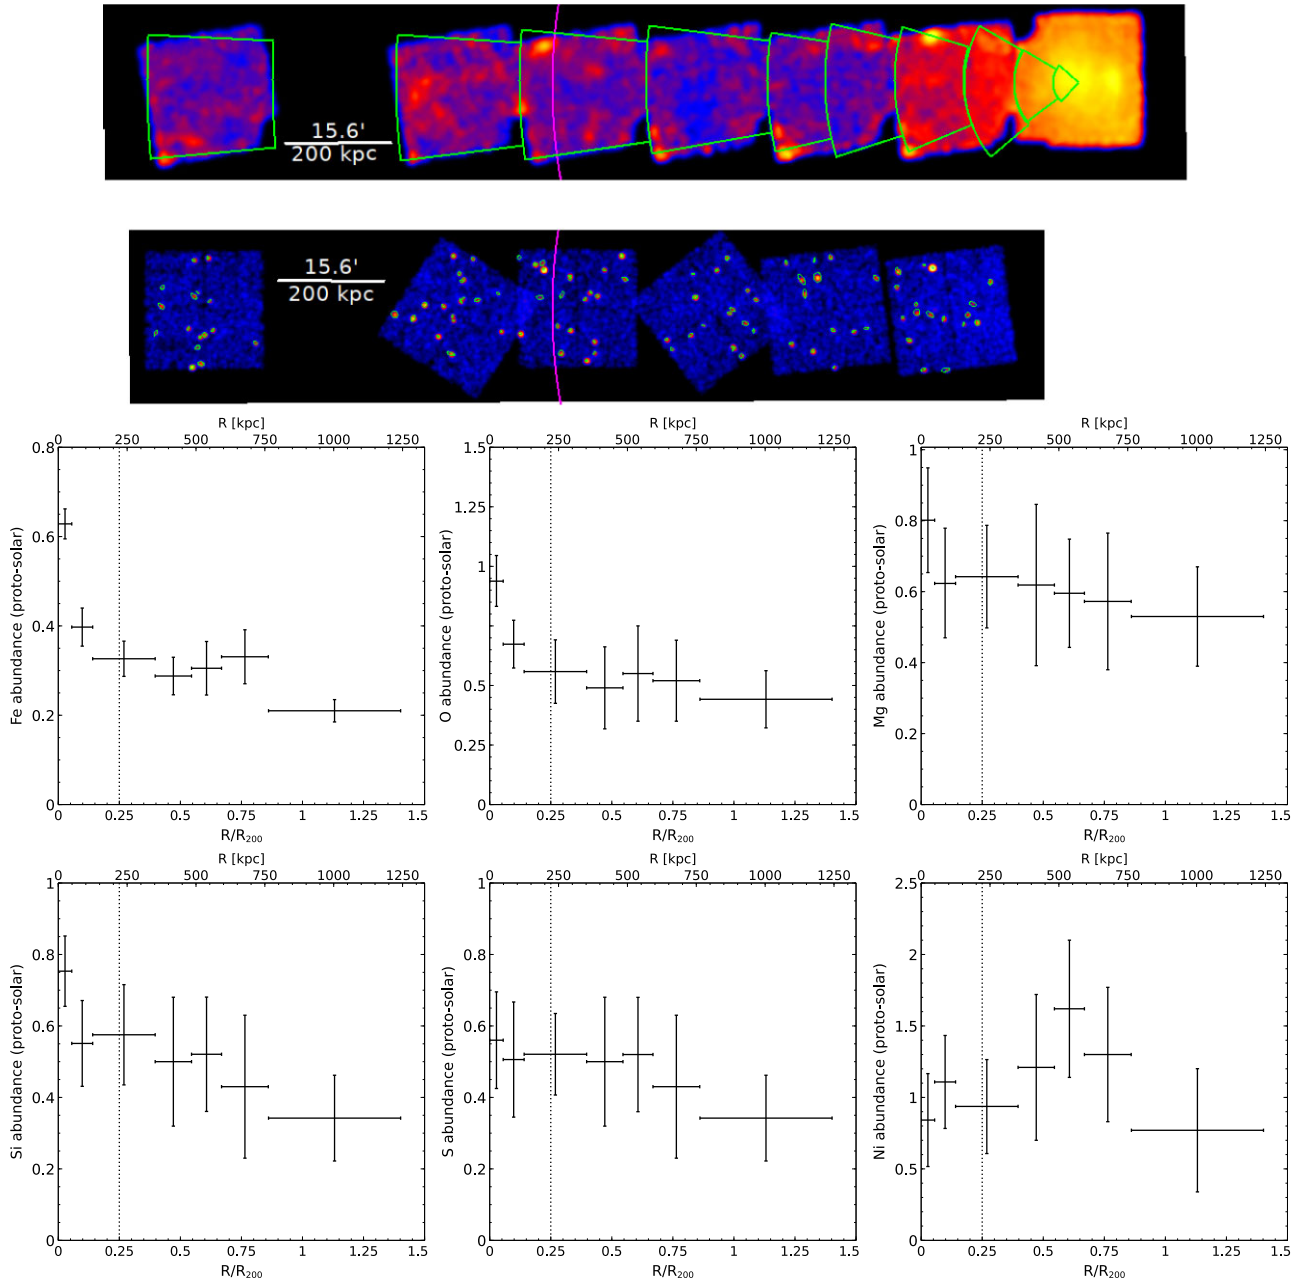 15.6'
200 kpc
15.6'
200 kpc
R [kpc]
0 250 500 750 1000 1250
0.8
0.6
0.4
0.2
0
Fe abundance (proto-solar)
0 0.25 0.5 0.75 1 1.25 1.5
R/R200
R [kpc]
0 250 500 750 1000 1250
1.5
1.25
1
0.75
0.5
0.25
0
O abundance (proto-solar)
0 0.25 0.5 0.75 1 1.25 1.5
R/R200
R [kpc]
0 250 500 750 1000 1250
1
0.8
0.6
0.4
0.2
0
Mg abundance (proto-solar)
0 0.25 0.5 0.75 1 1.25 1.5
R/R200
R [kpc]
0 250 500 750 1000 1250
1
0.8
0.6
0.4
0.2
0
Si abundance (proto-solar)
0 0.25 0.5 0.75 1 1.25 1.5
R/R200
R [kpc]
0 250 500 750 1000 1250
1
0.8
0.6
0.4
0.2
0
S abundance (proto-solar)
0 0.25 0.5 0.75 1 1.25 1.5
R/R200
R [kpc]
0 250 500 750 1000 1250
2.5
2
1.5
1
0.5
0
Ni abundance (proto-solar)
0 0.25 0.5 0.75 1 1.25 1.5
R/R200